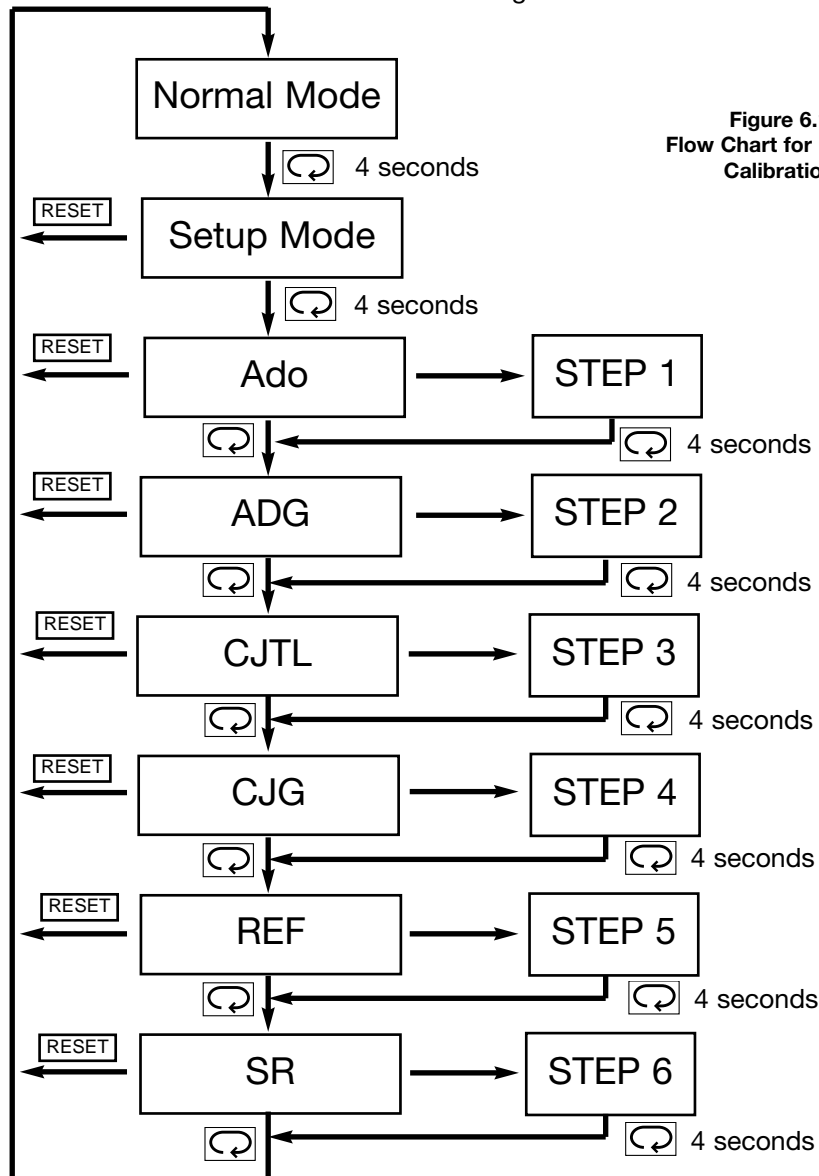 Normal Mode
Figure 6.
Flow Chart for
4 seconds
RESET
Setup Mode
4 seconds
RESET
Ado
STEP 1
4 seconds
RESET
ADG
STEP 2
4 seconds
RESET
CJTL
STEP 3
4 seconds
RESET
CJG
STEP 4
4 seconds
RESET
REF
STEP 5
4 seconds
RESET
SR
STEP 6
4 seconds